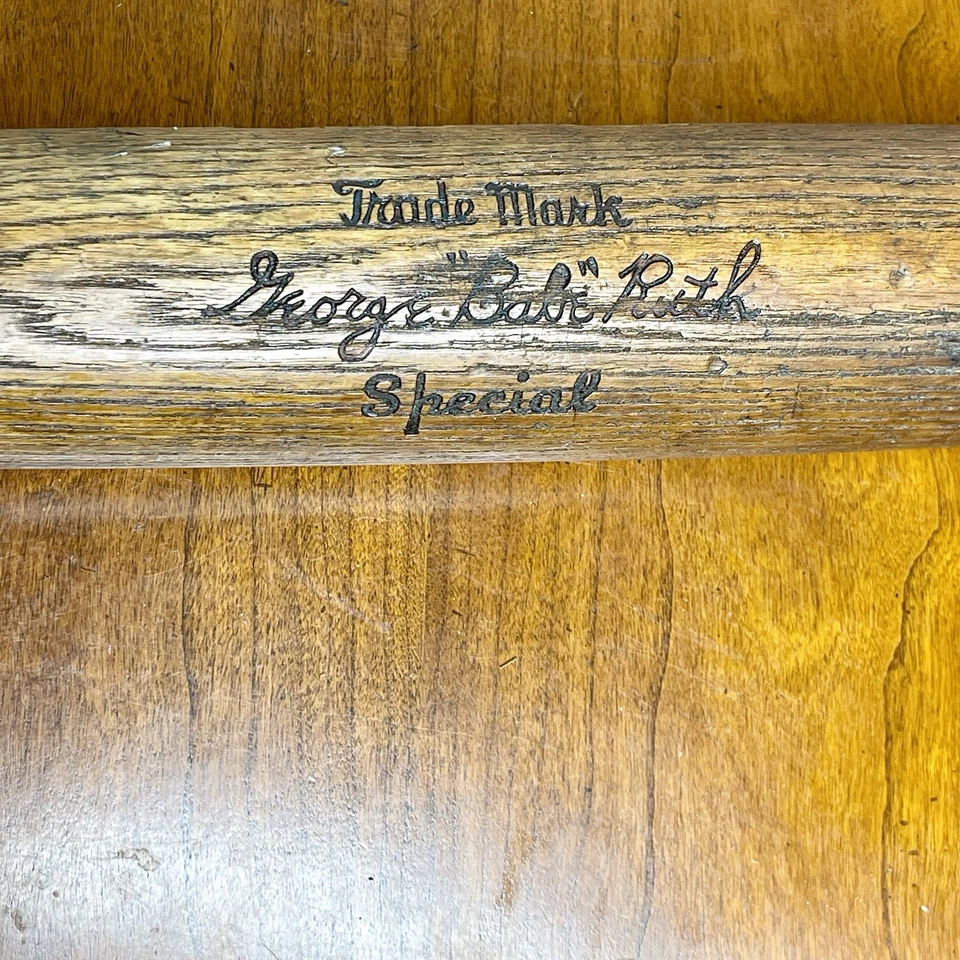 Trade Mark
George "Babe" Ruth
Special